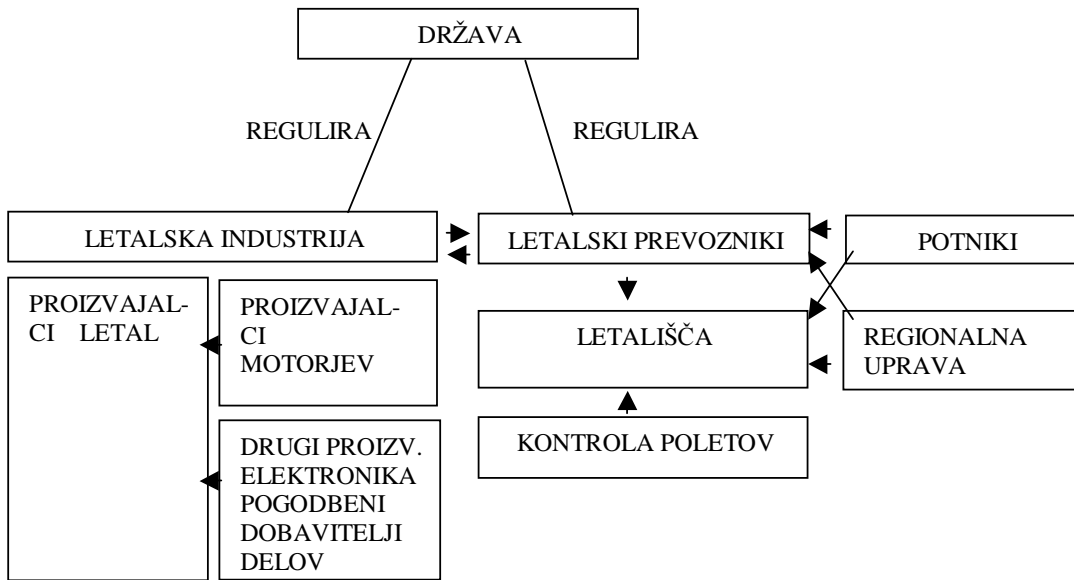 DRŽAVA
REGULIRA
REGULIRA
LETALSKA INDUSTRIJA
LETALSKI PREVOZNIKI
POTNIKI
PROIZVAJAL-
CI LETAL
PROIZVAJAL-
CI
MOTORJEV
LETALIŠČA
REGIONALNA
UPRAVA
DRUGI PROIZV.
ELEKTRONIKA
POGODBENI
DOBAVITELJI
DELOV
KONTROLA POLETOV